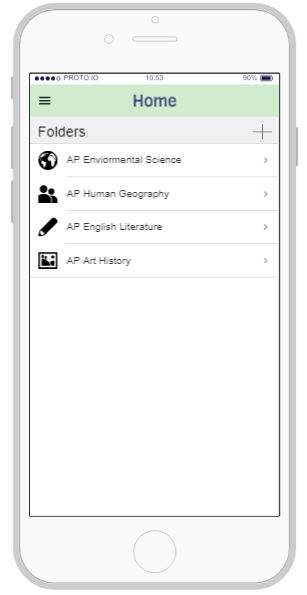 PROTO.IO 10:53 90%
Home
Folders:
AP Enviormental Science
AP Human Geography
AP English Literature
AP Art History